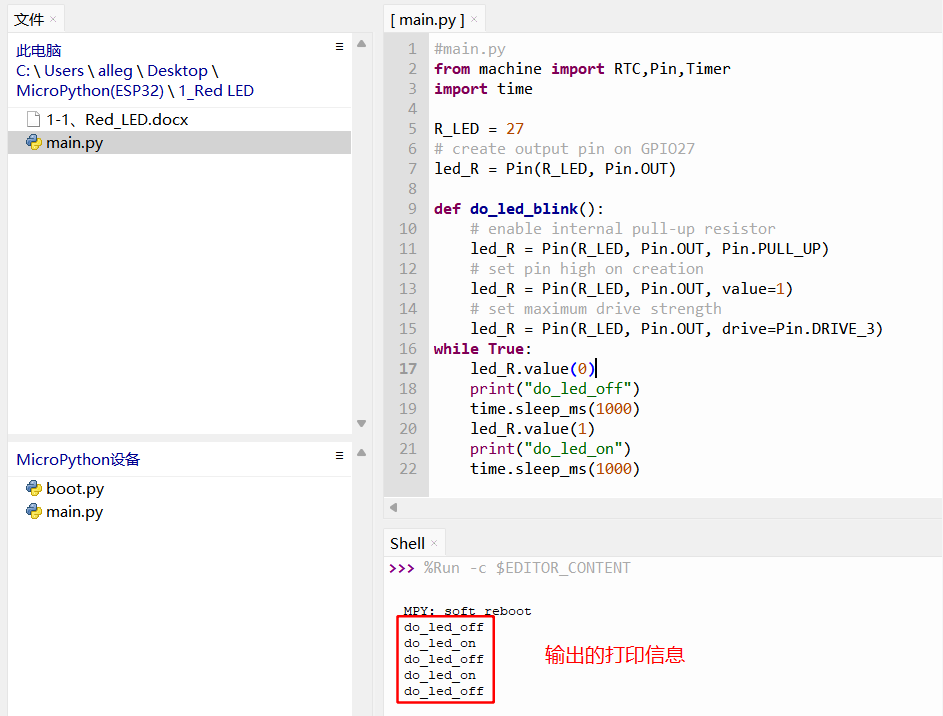 文件 ×
此电脑 ≡
C: \ Users \ alleg \ Desktop \
MicroPython(ESP32) \ 1_Red LED
1-1、Red_LED.docx
main.py
MicroPython设备 ≡
boot.py
main.py
[ main.py ] ×
1 #main.py
2 from machine import RTC,Pin,Timer
3 import time
4
5 R_LED = 27
6 # create output pin on GPIO27
7 led_R = Pin(R_LED, Pin.OUT)
8
9 def do_led_blink():
10     # enable internal pull-up resistor
11     led_R = Pin(R_LED, Pin.OUT, Pin.PULL_UP)
12     # set pin high on creation
13     led_R = Pin(R_LED, Pin.OUT, value=1)
14     # set maximum drive strength
15     led_R = Pin(R_LED, Pin.OUT, drive=Pin.DRIVE_3)
16 while True:
17     led_R.value(0)
18     print("do_led_off")
19     time.sleep_ms(1000)
20     led_R.value(1)
21     print("do_led_on")
22     time.sleep_ms(1000)
Shell ×
>>> %Run -c $EDITOR_CONTENT
MPY: soft reboot
do_led_off
do_led_on
do_led_off
do_led_on
do_led_off
输出的打印信息